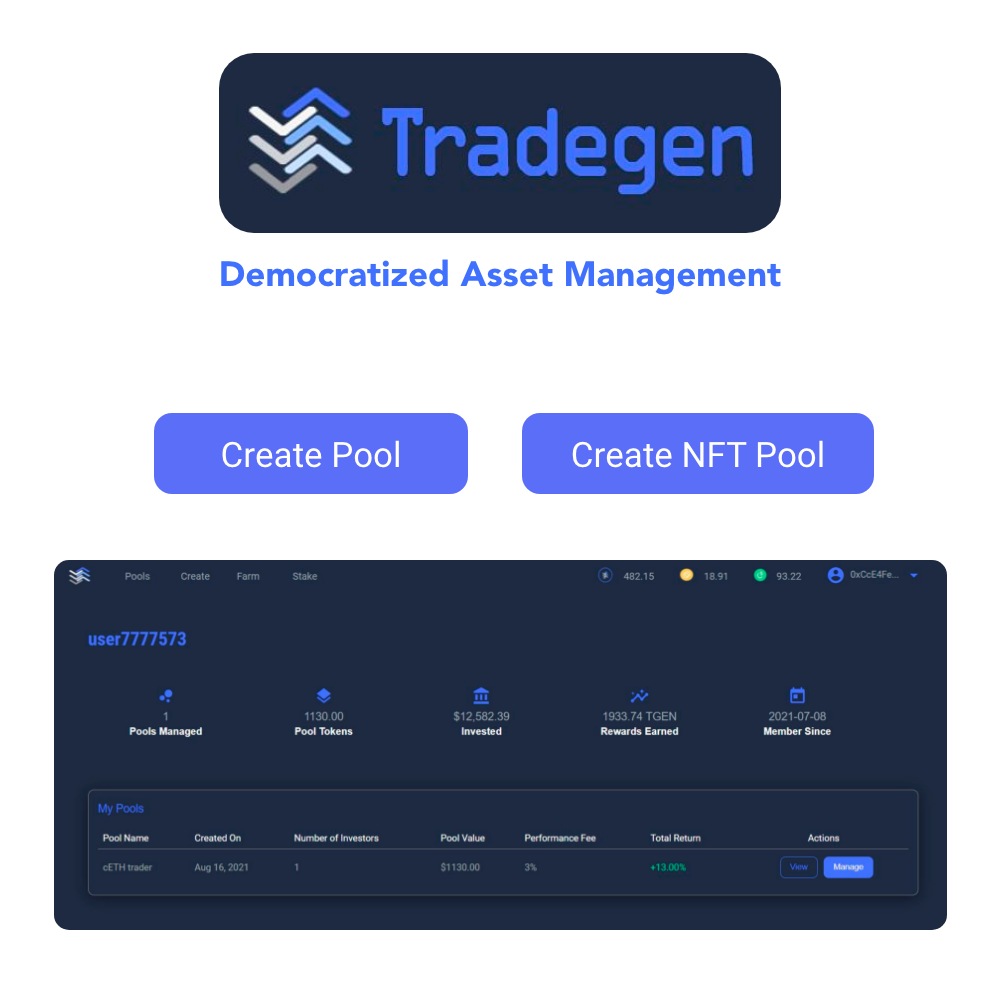 Tradegen
Democratized Asset Management
Create Pool Create NFT Pool
Pools Create Farm Stake 482.15 18.91 93.22 0xCcE4Fe...
user7777573
1 1130.00 $12,582.39 1933.74 TGEN 2021-07-08
Pools Managed Pool Tokens Invested Rewards Earned Member Since
My Pools
Pool Name Created On Number of Investors Pool Value Performance Fee Total Return Actions
cETH trader Aug 16, 2021 1 $1130.00 3% +13.00% View Manage